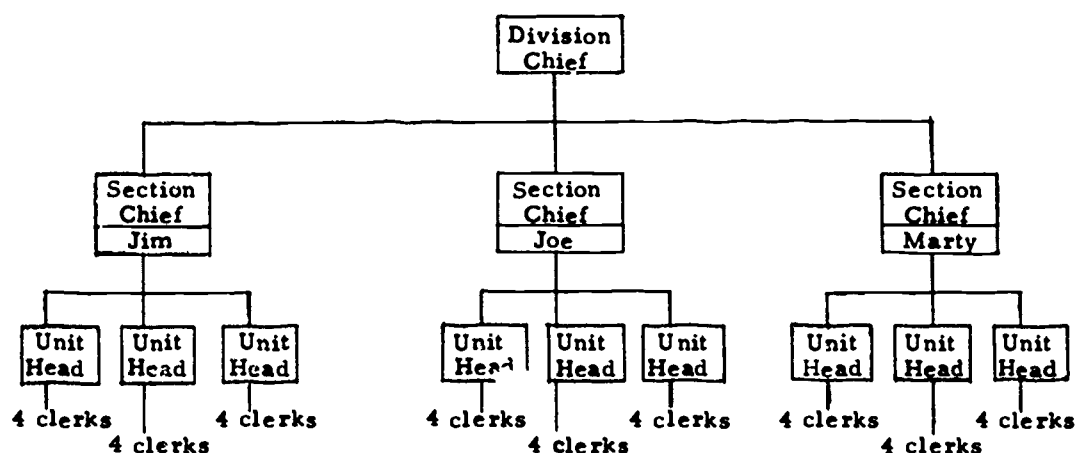 Division
Chief
Section
Chief
Jim
Section
Chief
Joe
Section
Chief
Marty
Unit
Head
Unit
Head
Unit
Head
Unit
Head
Unit
Head
Unit
Head
Unit
Head
Unit
Head
Unit
Head
4 clerks
4 clerks
4 clerks
4 clerks
4 clerks
4 clerks
4 clerks
4 clerks
4 clerks